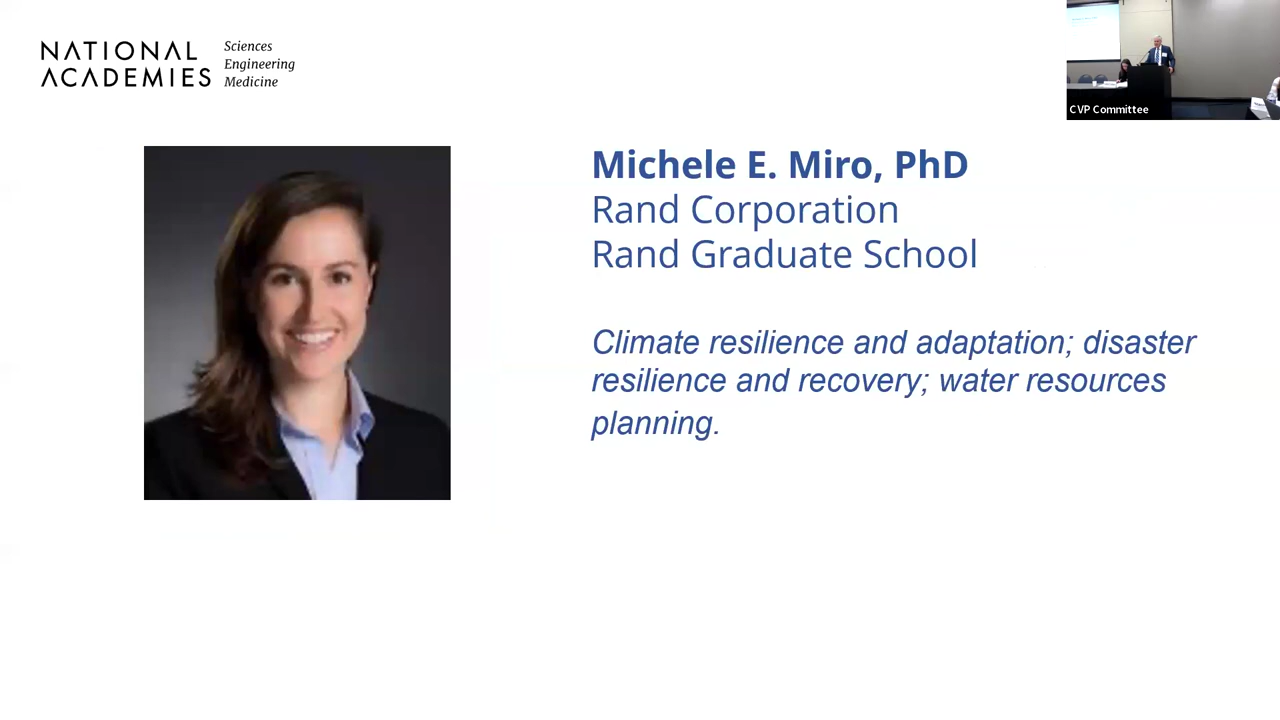 NATIONAL
ACADEMIES
Sciences
Engineering
Medicine
CVP Committee
Michele E. Miro, PhD
Rand Corporation
Rand Graduate School
Climate resilience and adaptation; disaster
resilience and recovery; water resources
planning.